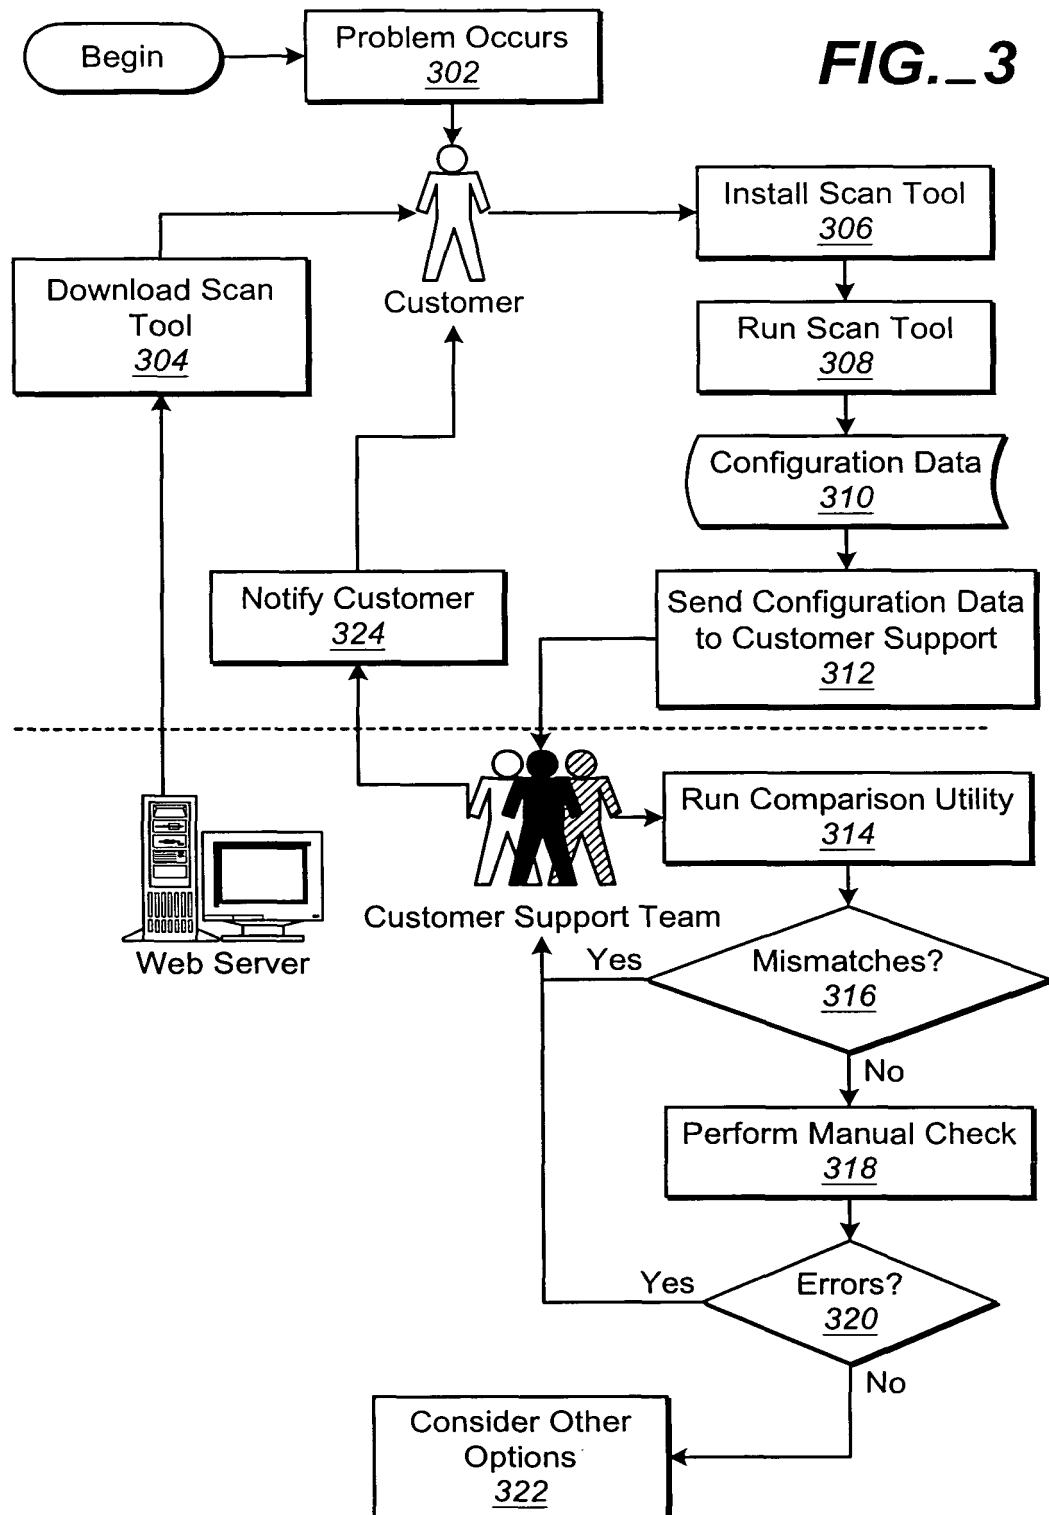 Begin
Problem Occurs
302
FIG._3
Install Scan Tool
306
Download Scan
Tool
304
Customer
Run Scan Tool
308
Configuration Data
310
Notify Customer
324
Send Configuration Data
to Customer Support
312
Run Comparison Utility
314
Customer Support Team
Web Server
Yes
Mismatches?
316
No
Perform Manual Check
318
Yes
Errors?
320
No
Consider Other
Options
322